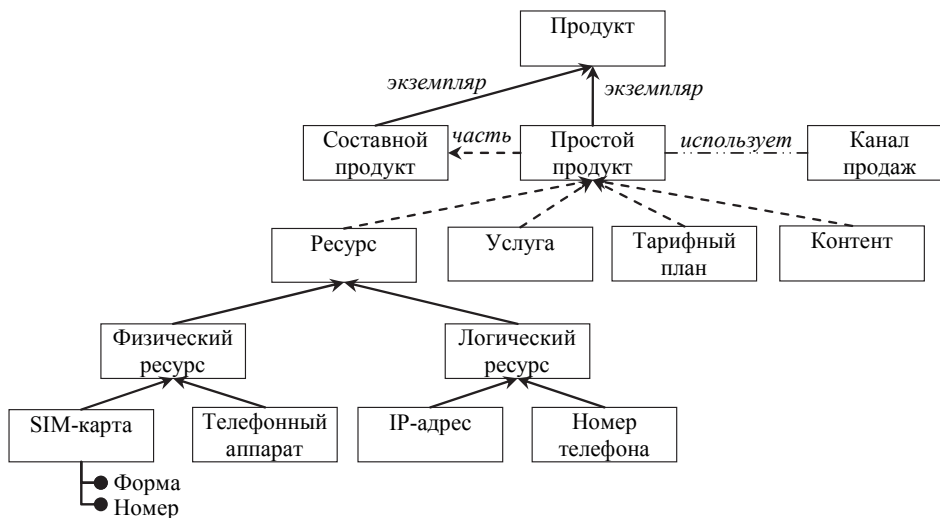 Продукт
экземпляр
экземпляр
Составной
продукт
часть
Простой
продукт
использует
Канал
продаж
Ресурс
Услуга
Тарифный
план
Контент
Физический
ресурс
Логический
ресурс
SIM-карта
Телефонный
аппарат
IP-адрес
Номер
телефона
Форма
Номер